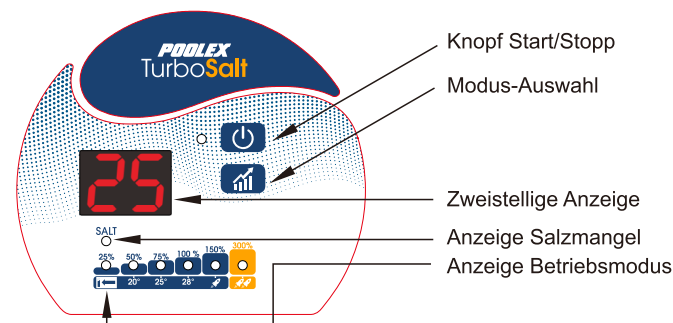 POOLEX
TurboSalt
Knopf Start/Stopp
Modus-Auswahl
25
Zweistellige Anzeige
SALT
Anzeige Salzmangel
25% 50% 75% 100 % 150% 300%
Anzeige Betriebsmodus
20° 25° 28°